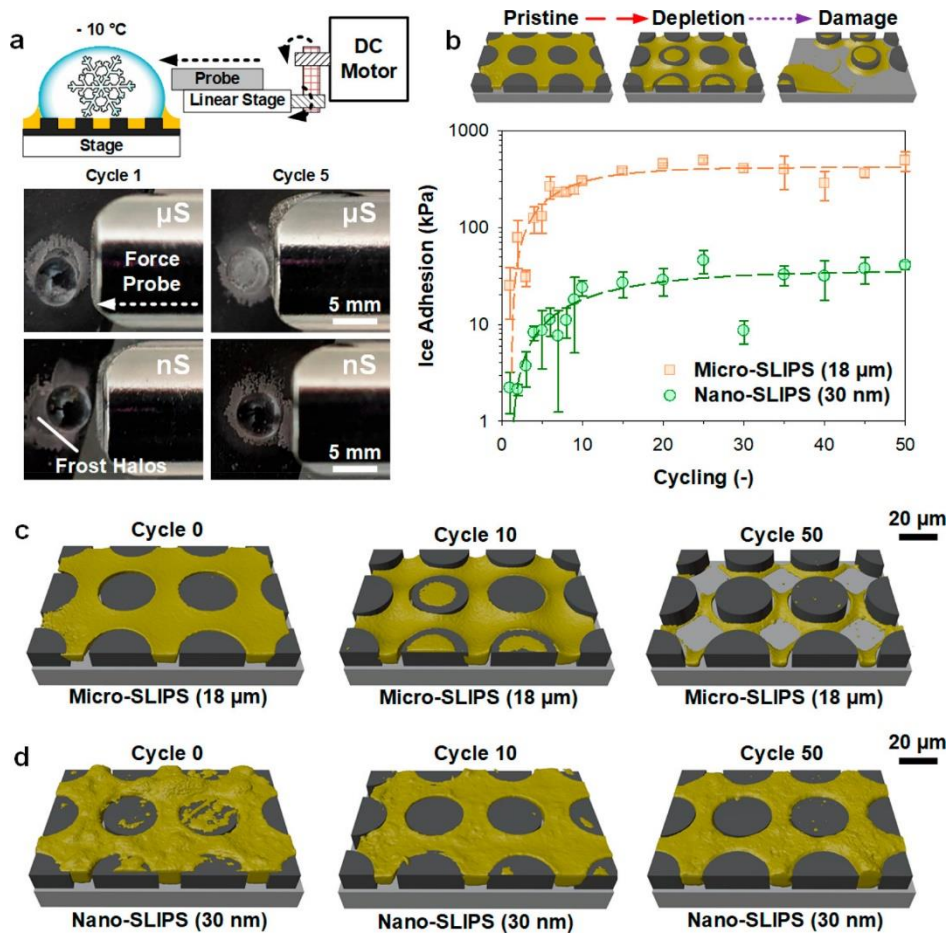 a
- 10 °C
Probe
Linear Stage
Stage
DC
Motor
Cycle 1
Cycle 5
µS
Force
Probe
5 mm
µS
5 mm
nS
Frost Halos
5 mm
nS
5 mm
b
Pristine
Depletion
Damage
1000
100
10
1
Ice Adhesion (kPa)
Micro-SLIPS (18 µm)
Nano-SLIPS (30 nm)
0 10 20 30 40 50
Cycling (-)
c
Cycle 0
Cycle 10
Cycle 50
20 µm
Micro-SLIPS (18 µm)
Micro-SLIPS (18 µm)
Micro-SLIPS (18 µm)
d
Cycle 0
Cycle 10
Cycle 50
20 µm
Nano-SLIPS (30 nm)
Nano-SLIPS (30 nm)
Nano-SLIPS (30 nm)